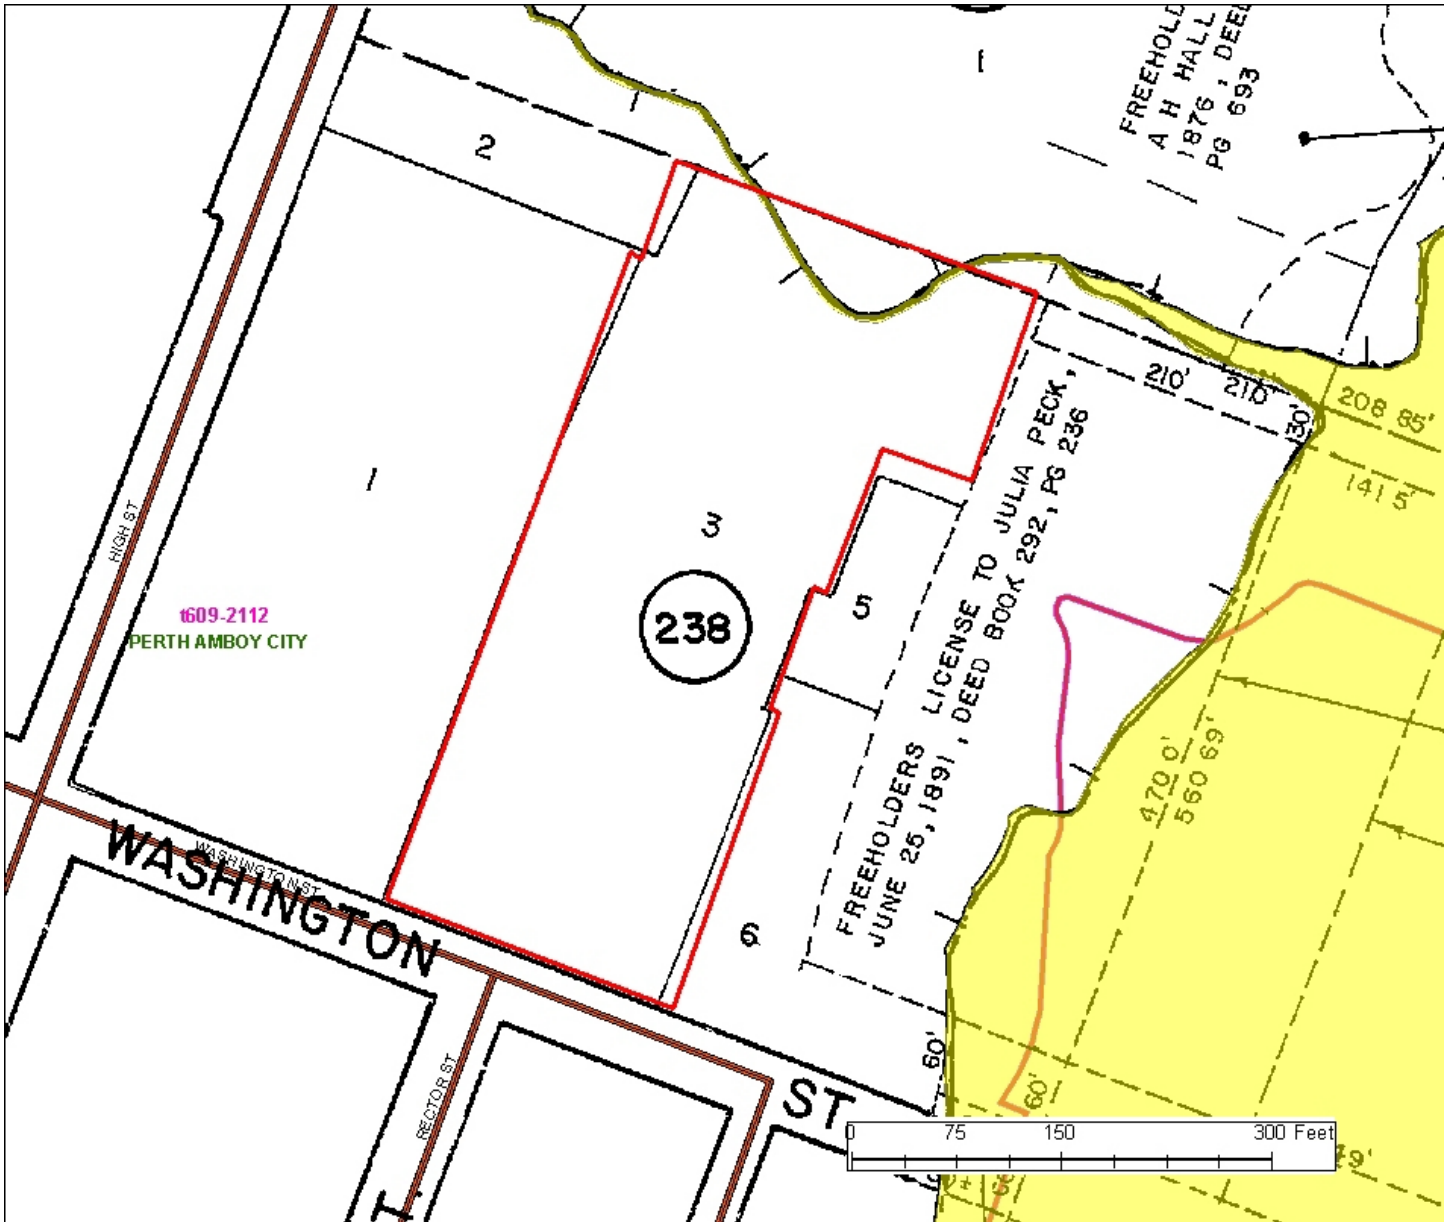 FREEHOLD
A H HALL
1876 , DEED
PG 693
1
2
1
3
238
5
6
HIGH ST
t609-2112
PERTH AMBOY CITY
FREEHOLDERS LICENSE TO JULIA PECK,
JUNE 25, 1891 , DEED BOOK 292, PG 236
210'
210'
30'
208 85'
141 5'
470 0'
560 69'
WASHINGTON ST
WASHINGTON ST
RECTOR ST
60'
60'
0 75 150 300 Feet